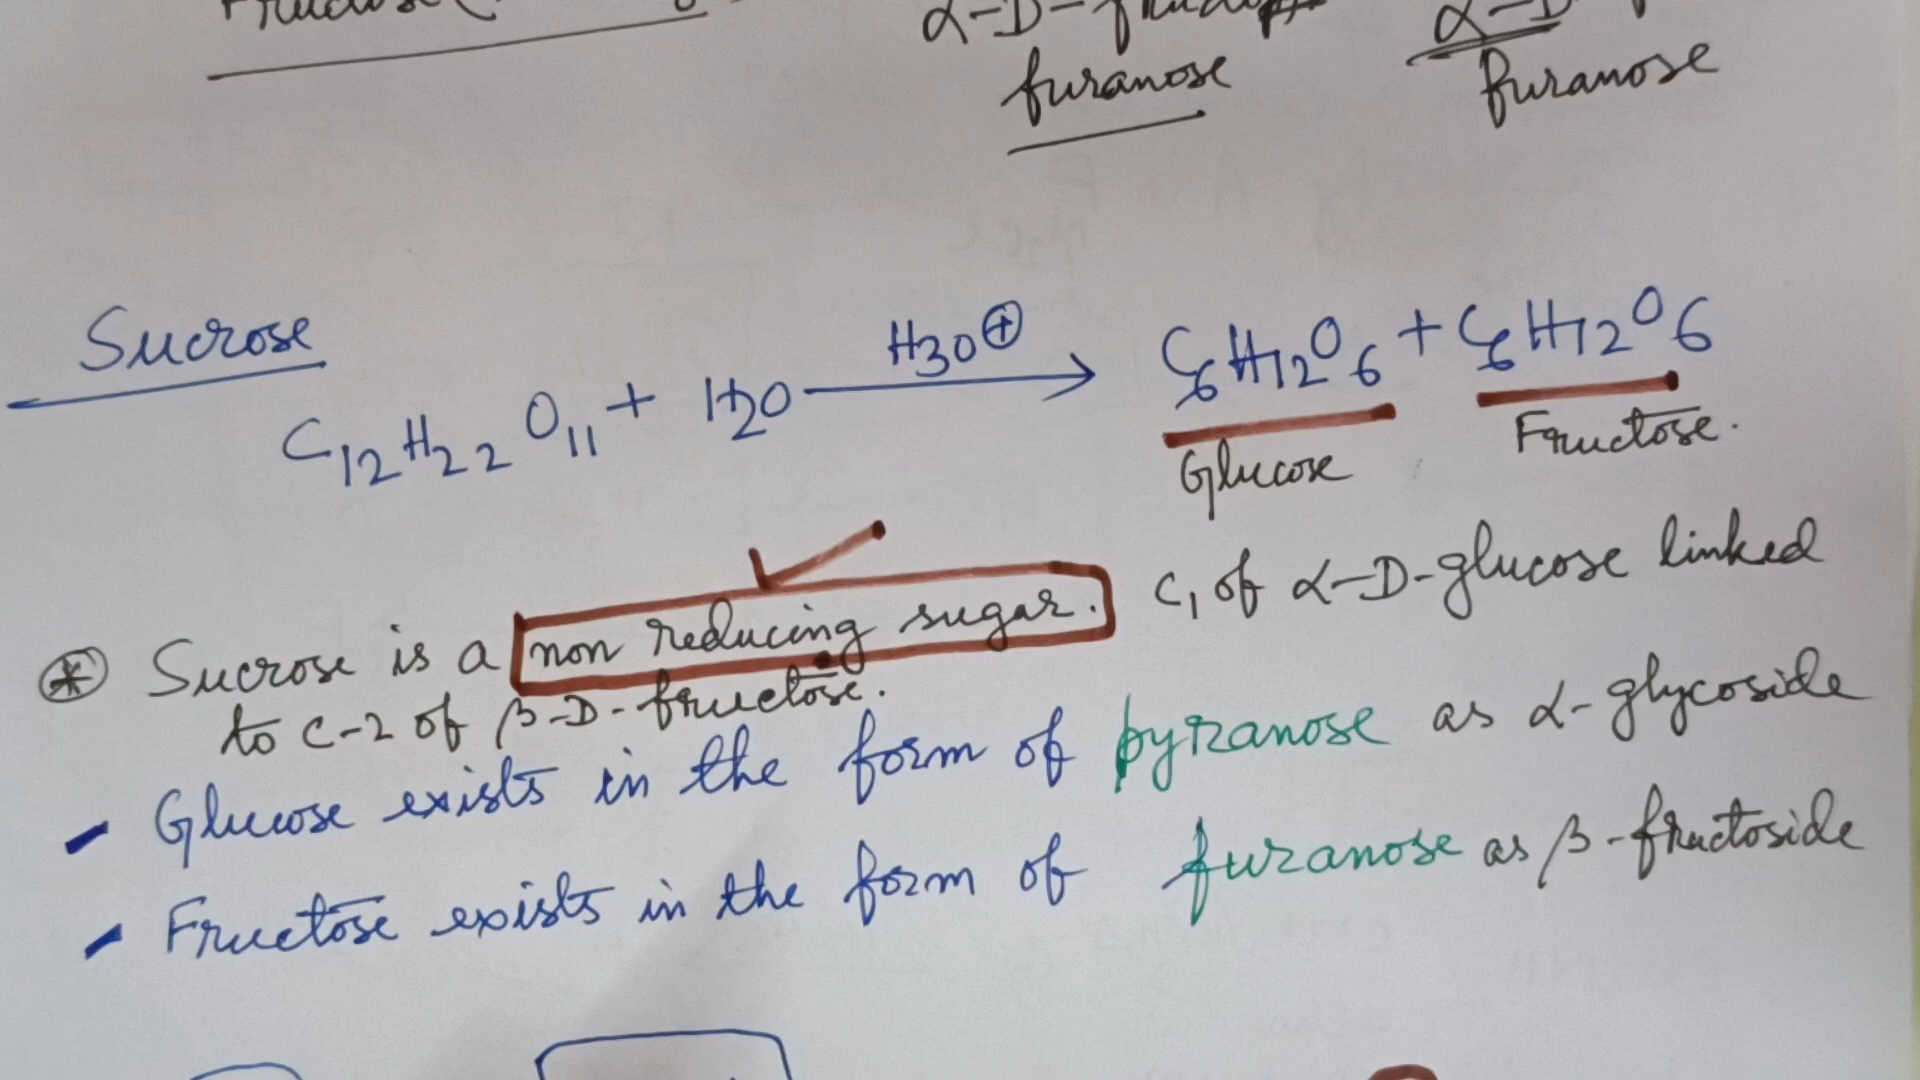 Fructose
α-D-
α-D
furanose
furanose
Sucrose
C12H22O11 + H2O
H3O⊕
→ C6H12O6 + C6H12O6
Glucose
Fructose.
⊛ Sucrose is a non reducing sugar. C1 of α-D-glucose linked
to C-2 of β-D-fructose.
- Glucose exists in the form of pyranose as α-glycoside
- Fructose exists in the form of furanose as β-fructoside